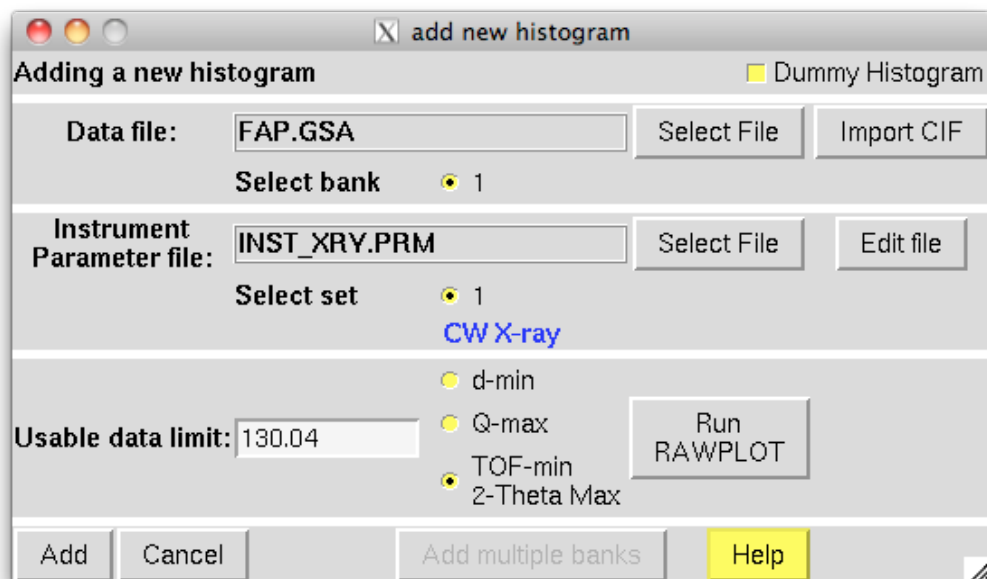 X add new histogram
Adding a new histogram
Dummy Histogram
Data file:
FAP.GSA
Select File
Import CIF
Select bank
1
Instrument
Parameter file:
INST_XRY.PRM
Select File
Edit file
Select set
1
CW X-ray
Usable data limit:
130.04
d-min
Q-max
TOF-min
2-Theta Max
Run
RAWPLOT
Add
Cancel
Add multiple banks
Help